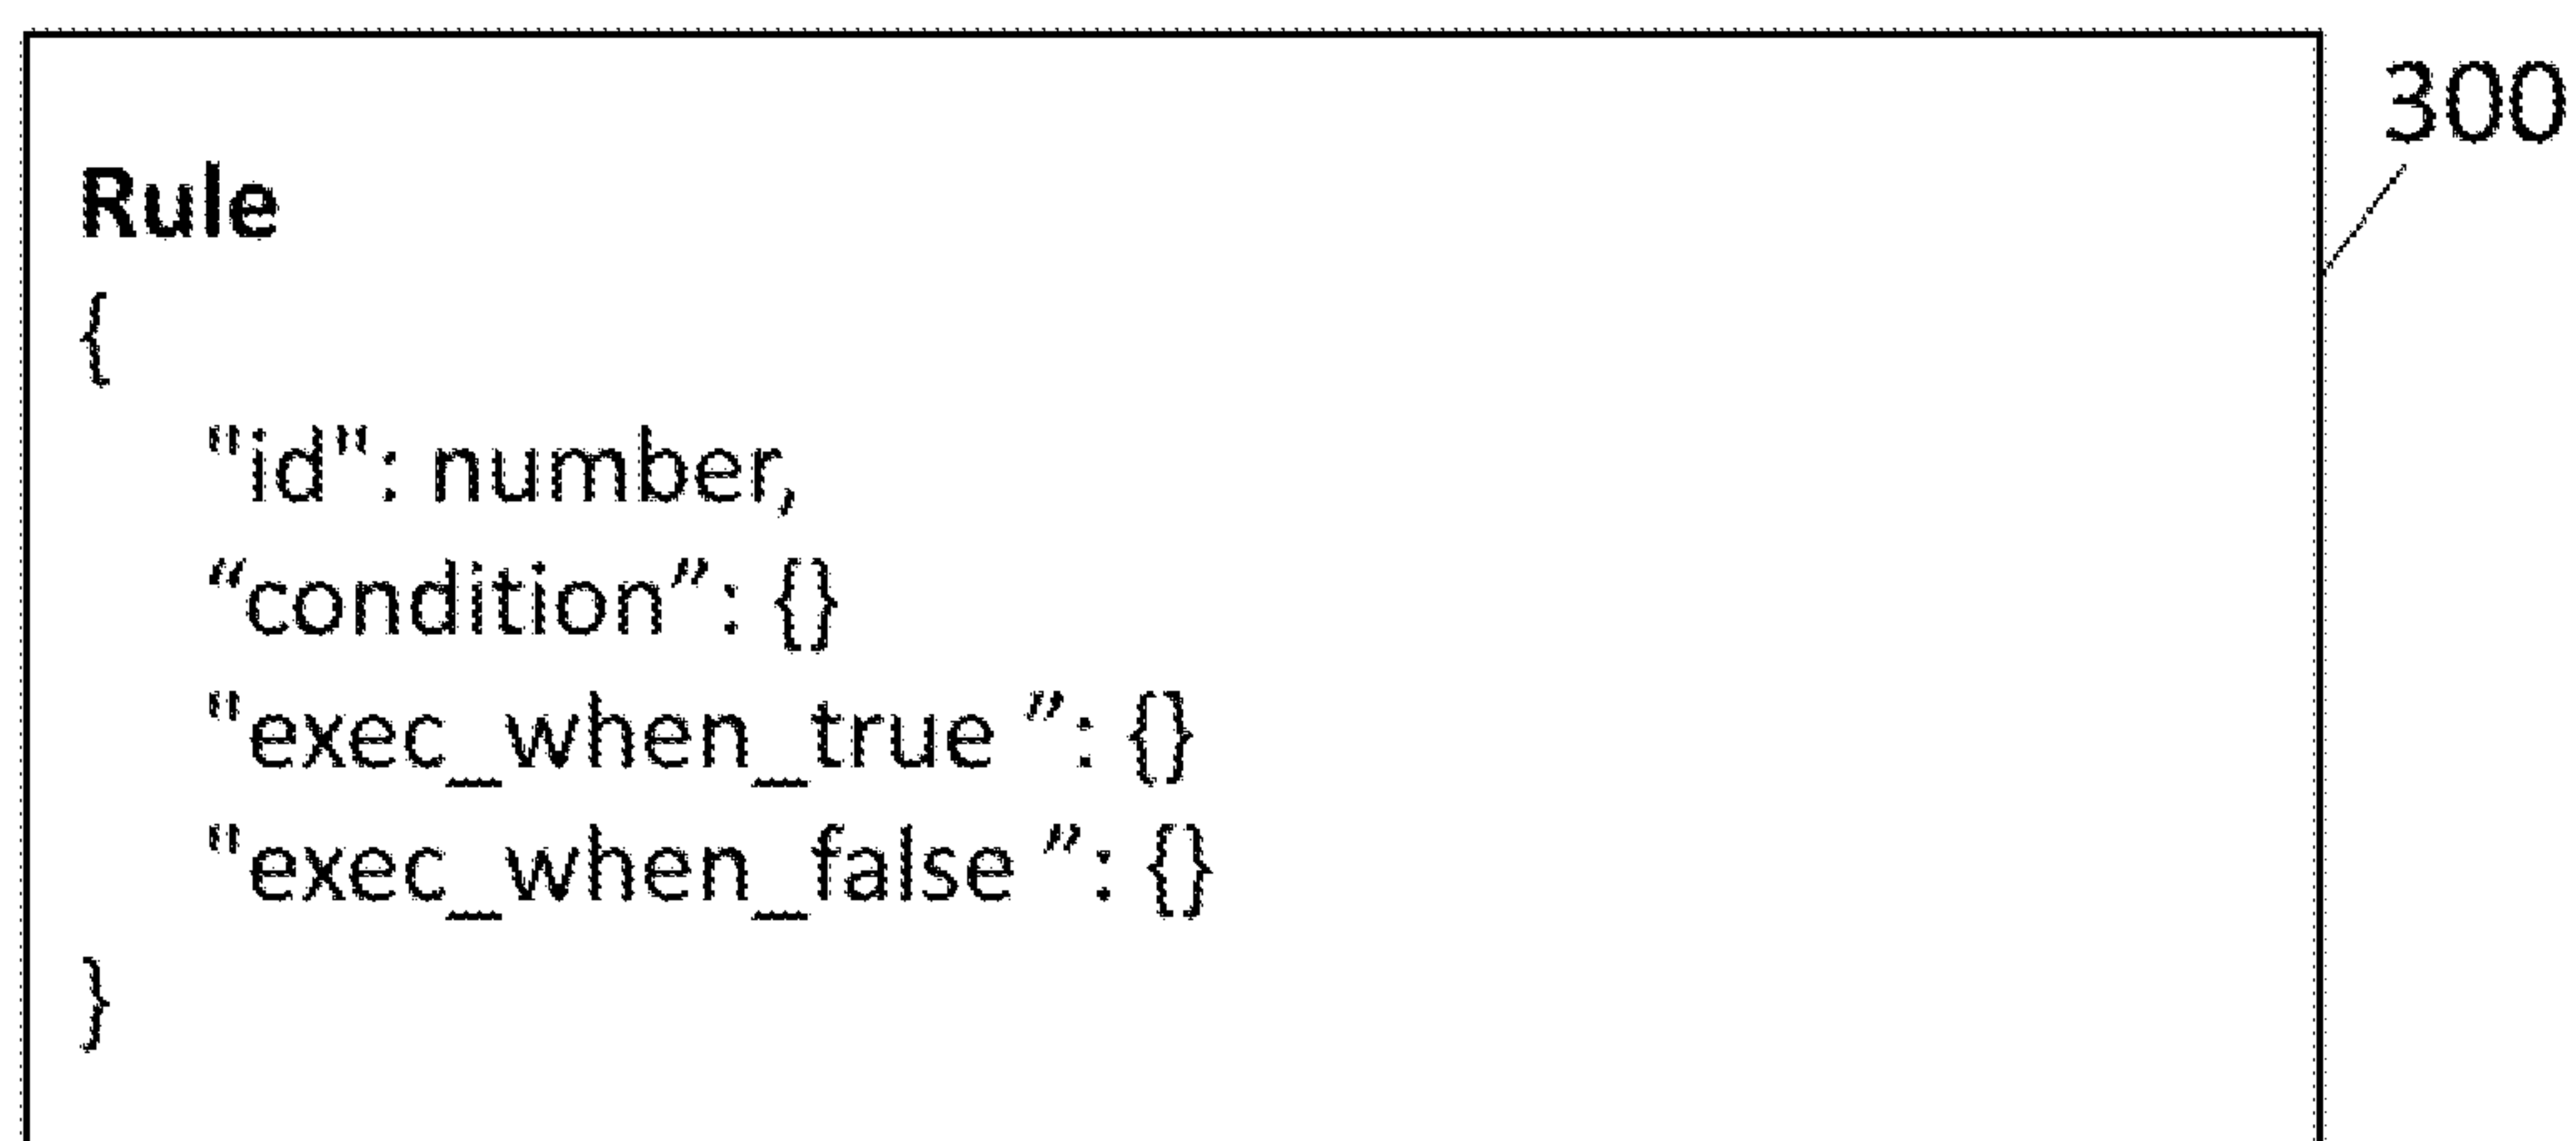 300
Rule
{
"id": number,
“condition”: {}
"exec_when_true ”: {}
"exec_when_false ”: {}
}